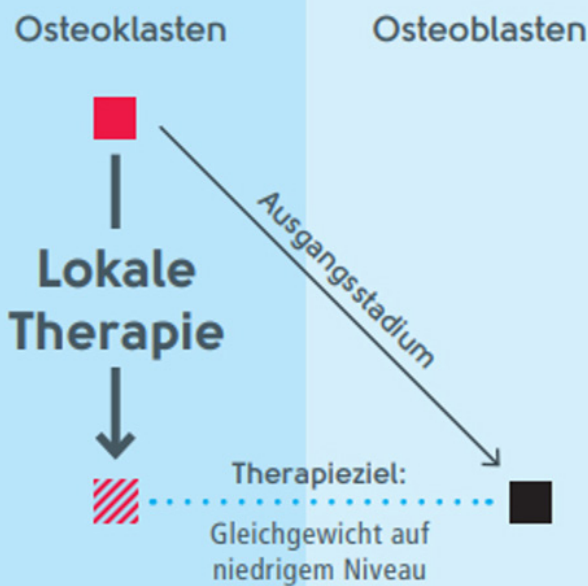 Osteoklasten
Osteoblasten
Ausgangsstadium
Lokale
Therapie
Therapieziel:
Gleichgewicht auf
niedrigem Niveau